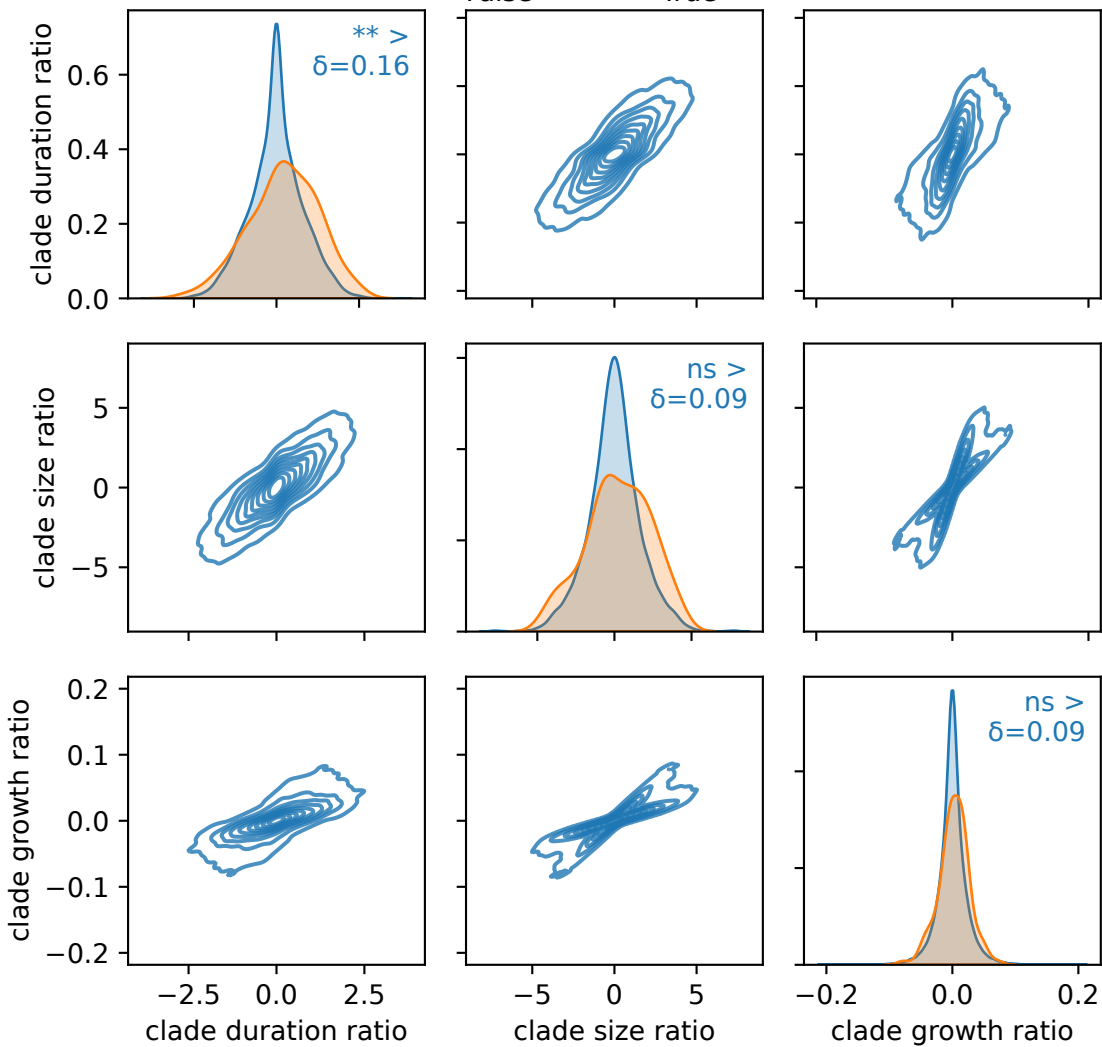 False True
clade duration ratio
0.6
0.4
0.2
0.0
** >
δ=0.16
clade size ratio
5
0
−5
ns >
δ=0.09
clade growth ratio
0.2
0.1
0.0
−0.1
−0.2
ns >
δ=0.09
−2.5 0.0 2.5
−5 0 5
−0.2 0.0 0.2
clade duration ratio
clade size ratio
clade growth ratio